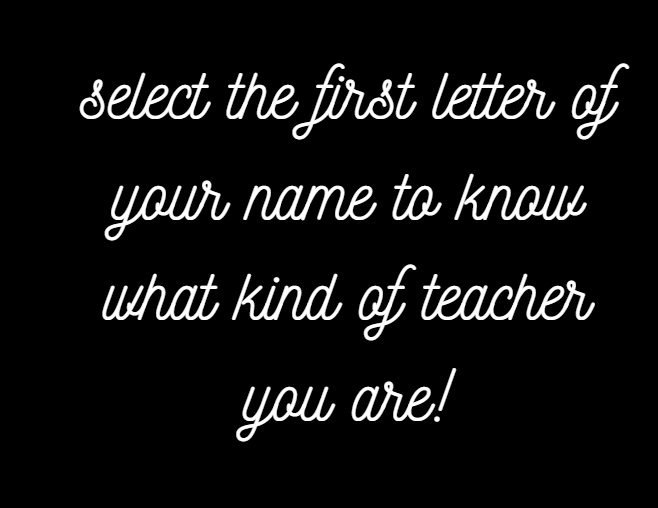 select the first letter of
your name to know
what kind of teacher
you are!